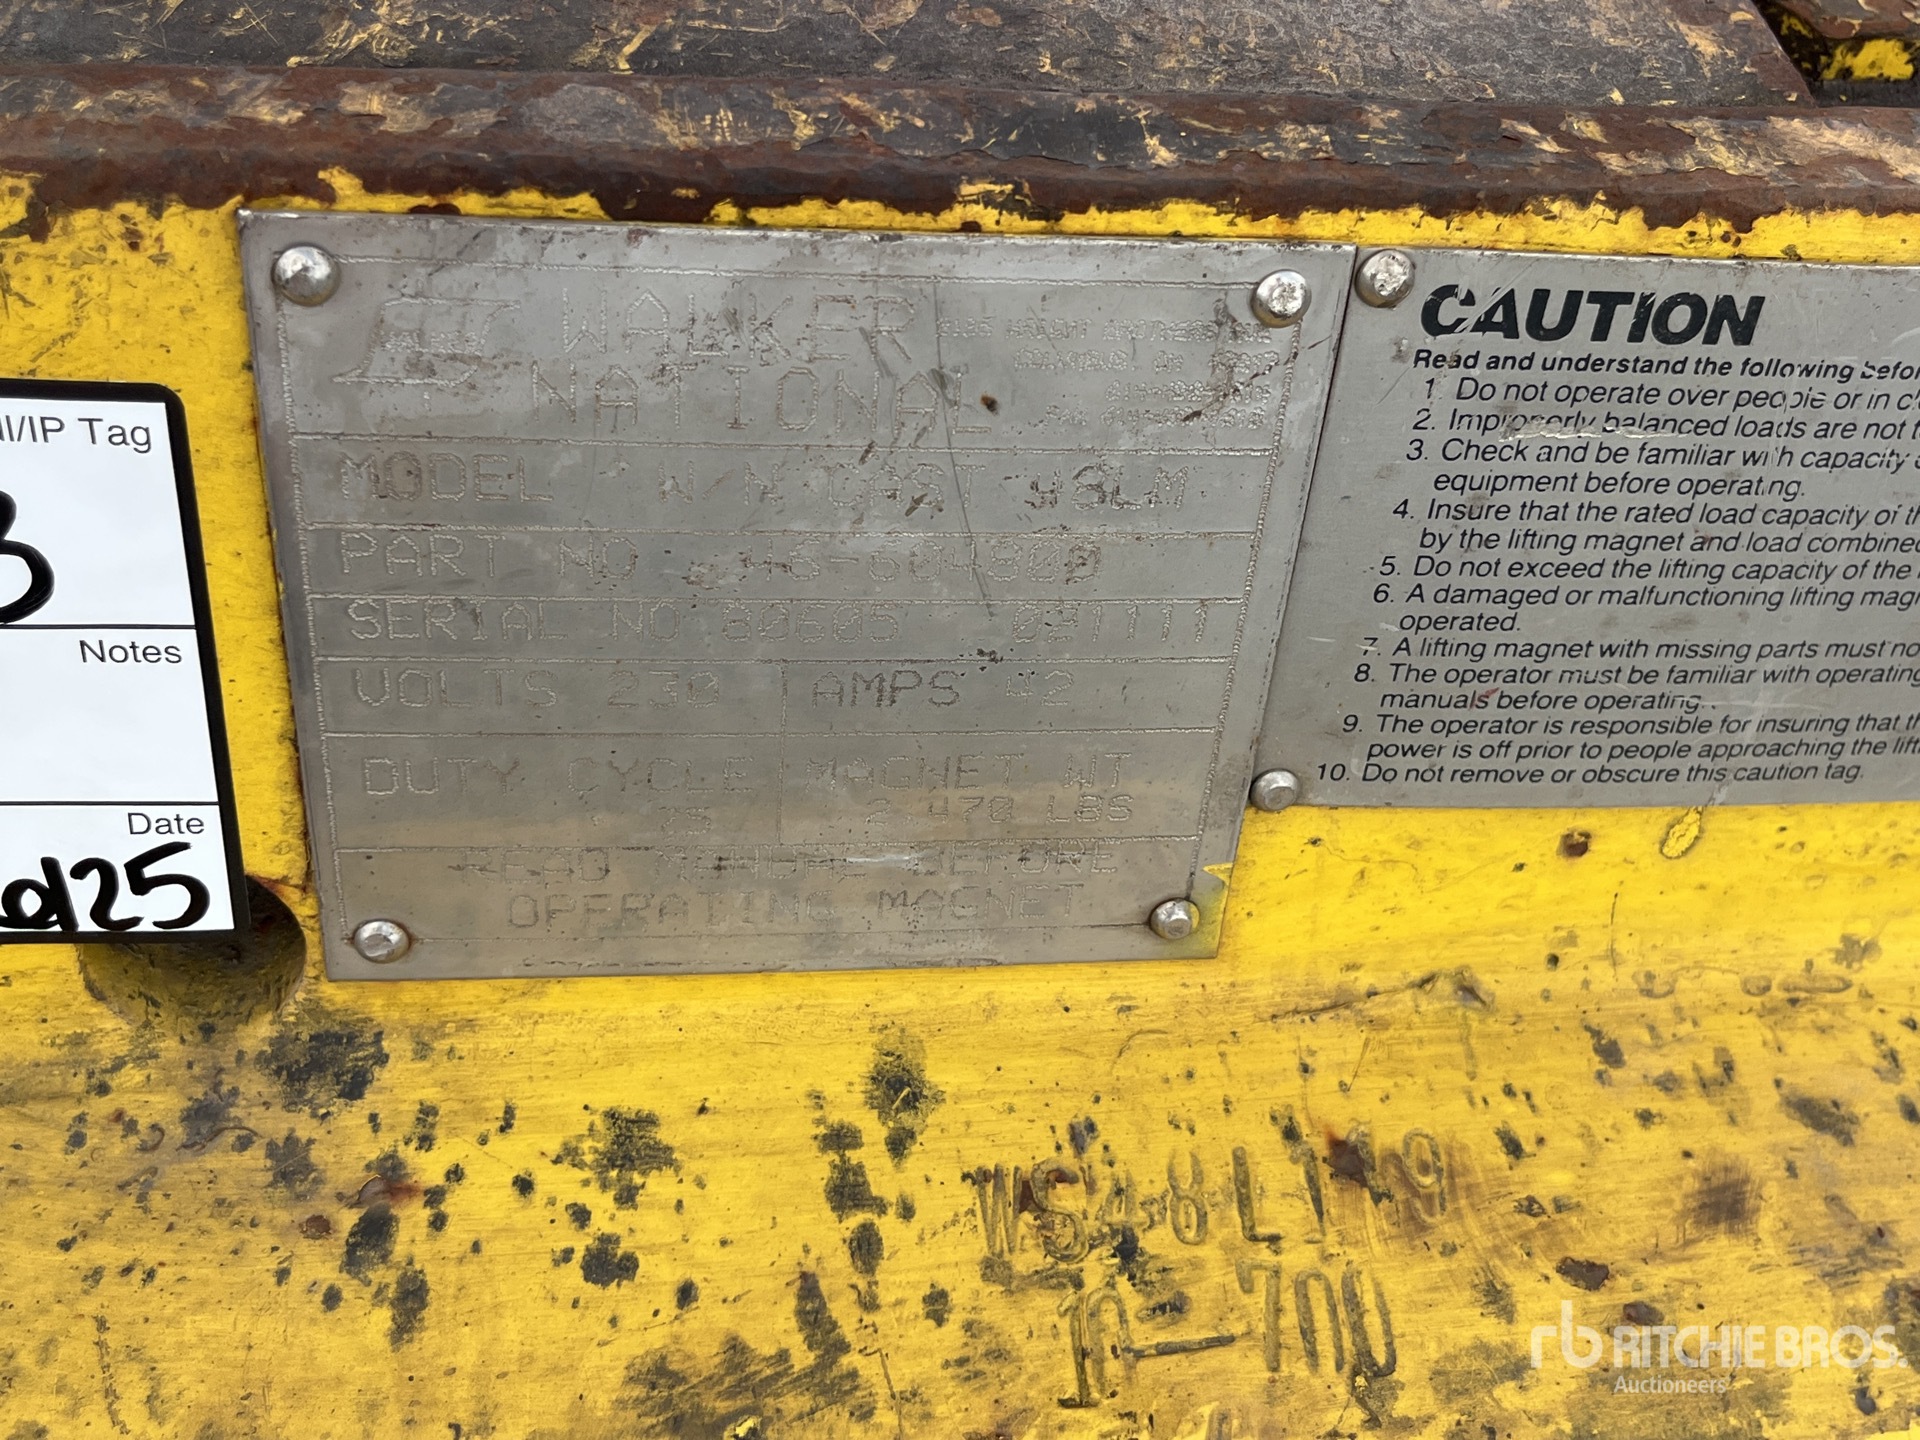 I/IP Tag
3
Notes
Date
d25
WALKER
NATIONAL
MODEL W/N CAST
PART NO
SERIAL NO 80605 021111
VOLTS 230 AMPS 42
DUTY CYCLE MAGNET WT
75 2,470 LBS
READ MANUAL BEFORE
OPERATING MAGNET
CAUTION
Read and understand the following befor
1. Do not operate over people or in cl
2. Improperly balanced loads are not t
3. Check and be familiar with capacity
equipment before operating.
4. Insure that the rated load capacity of th
by the lifting magnet and load combined
5. Do not exceed the lifting capacity of the
6. A damaged or malfunctioning lifting magn
operated.
7. A lifting magnet with missing parts must no
8. The operator must be familiar with operating
manuals before operating.
9. The operator is responsible for insuring that th
power is off prior to people approaching the lift
10. Do not remove or obscure this caution tag.
rb RITCHIE BROS.
Auctioneers